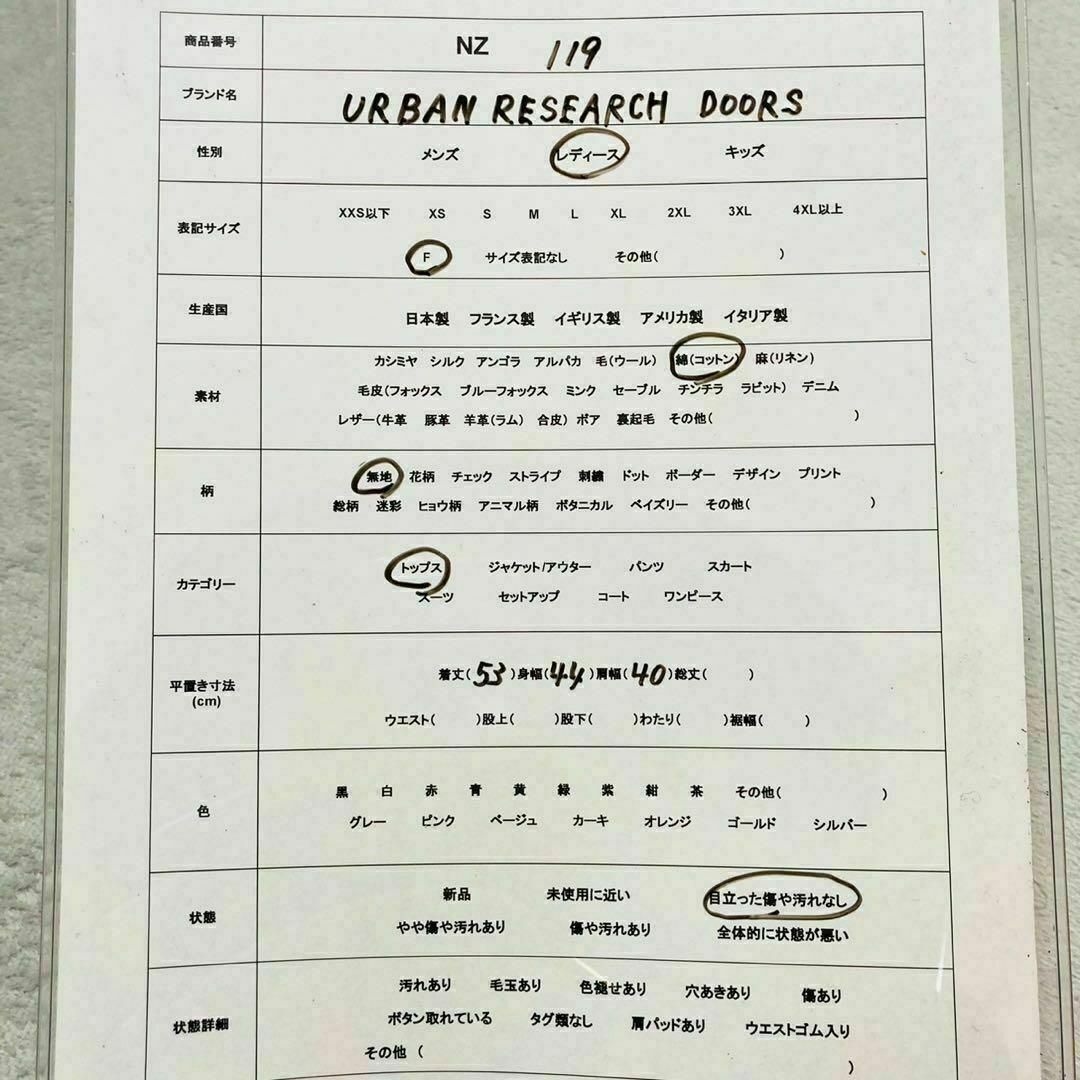 商品番号 NZ 119
ブランド名 URBAN RESEARCH DOORS
性別 メンズ レディース キッズ
表記サイズ
XXS以下 XS S M L XL 2XL 3XL 4XL以上
F サイズ表記なし その他( )
生産国 日本製 フランス製 イギリス製 アメリカ製 イタリア製
素材
カシミヤ シルク アンゴラ アルパカ 毛(ウール) 綿(コットン) 麻(リネン)
毛皮(フォックス ブルーフォックス ミンク セーブル チンチラ ラビット) デニム
レザー(牛革 豚革 羊革(ラム) 合皮) ボア 裏起毛 その他( )
柄
無地 花柄 チェック ストライプ 刺繍 ドット ボーダー デザイン プリント
総柄 迷彩 ヒョウ柄 アニマル柄 ボタニカル ペイズリー その他( )
カテゴリー
トップス ジャケット/アウター パンツ スカート
スーツ セットアップ コート ワンピース
平置き寸法
(cm)
着丈(53)身幅(44)肩幅(40)総丈( )
ウエスト( )股上( )股下( )わたり( )裾幅( )
色
黒 白 赤 青 黄 緑 紫 紺 茶 その他( )
グレー ピンク ベージュ カーキ オレンジ ゴールド シルバー
状態
新品 未使用に近い 目立った傷や汚れなし
やや傷や汚れあり 傷や汚れあり 全体的に状態が悪い
状態詳細
汚れあり 毛玉あり 色褪せあり 穴あきあり 傷あり
ボタン取れている タグ類なし 肩パッドあり ウエストゴム入り
その他 ( )